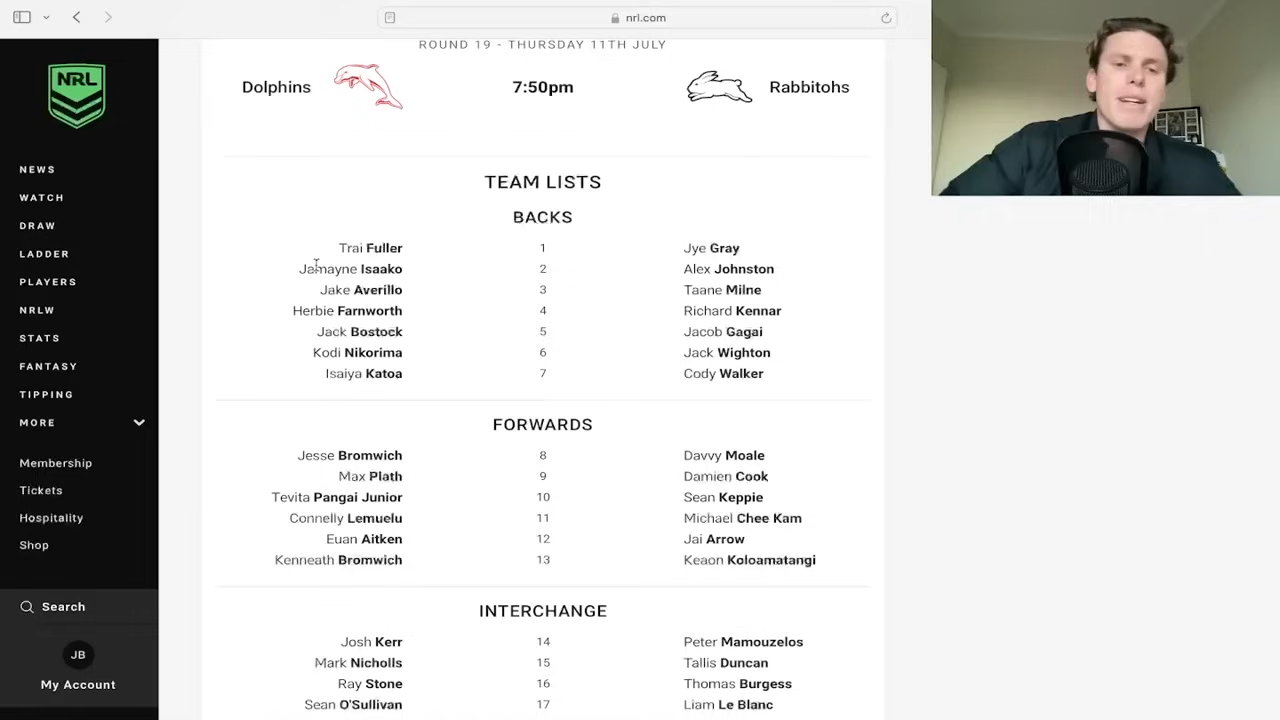 nrl.com
NRL
NEWS
WATCH
DRAW
LADDER
PLAYERS
NRLW
STATS
FANTASY
TIPPING
MORE
Membership
Tickets
Hospitality
Shop
Search
JB
My Account
ROUND 19 - THURSDAY 11TH JULY
Dolphins 7:50pm Rabbitohs
TEAM LISTS
BACKS
Trai Fuller 1 Jye Gray
Jamayne Isaako 2 Alex Johnston
Jake Averillo 3 Taane Milne
Herbie Farnworth 4 Richard Kennar
Jack Bostock 5 Jacob Gagai
Kodi Nikorima 6 Jack Wighton
Isaiya Katoa 7 Cody Walker
FORWARDS
Jesse Bromwich 8 Davvy Moale
Max Plath 9 Damien Cook
Tevita Pangai Junior 10 Sean Keppie
Connelly Lemuelu 11 Michael Chee Kam
Euan Aitken 12 Jai Arrow
Kenneath Bromwich 13 Keaon Koloamatangi
INTERCHANGE
Josh Kerr 14 Peter Mamouzelos
Mark Nicholls 15 Tallis Duncan
Ray Stone 16 Thomas Burgess
Sean O'Sullivan 17 Liam Le Blanc